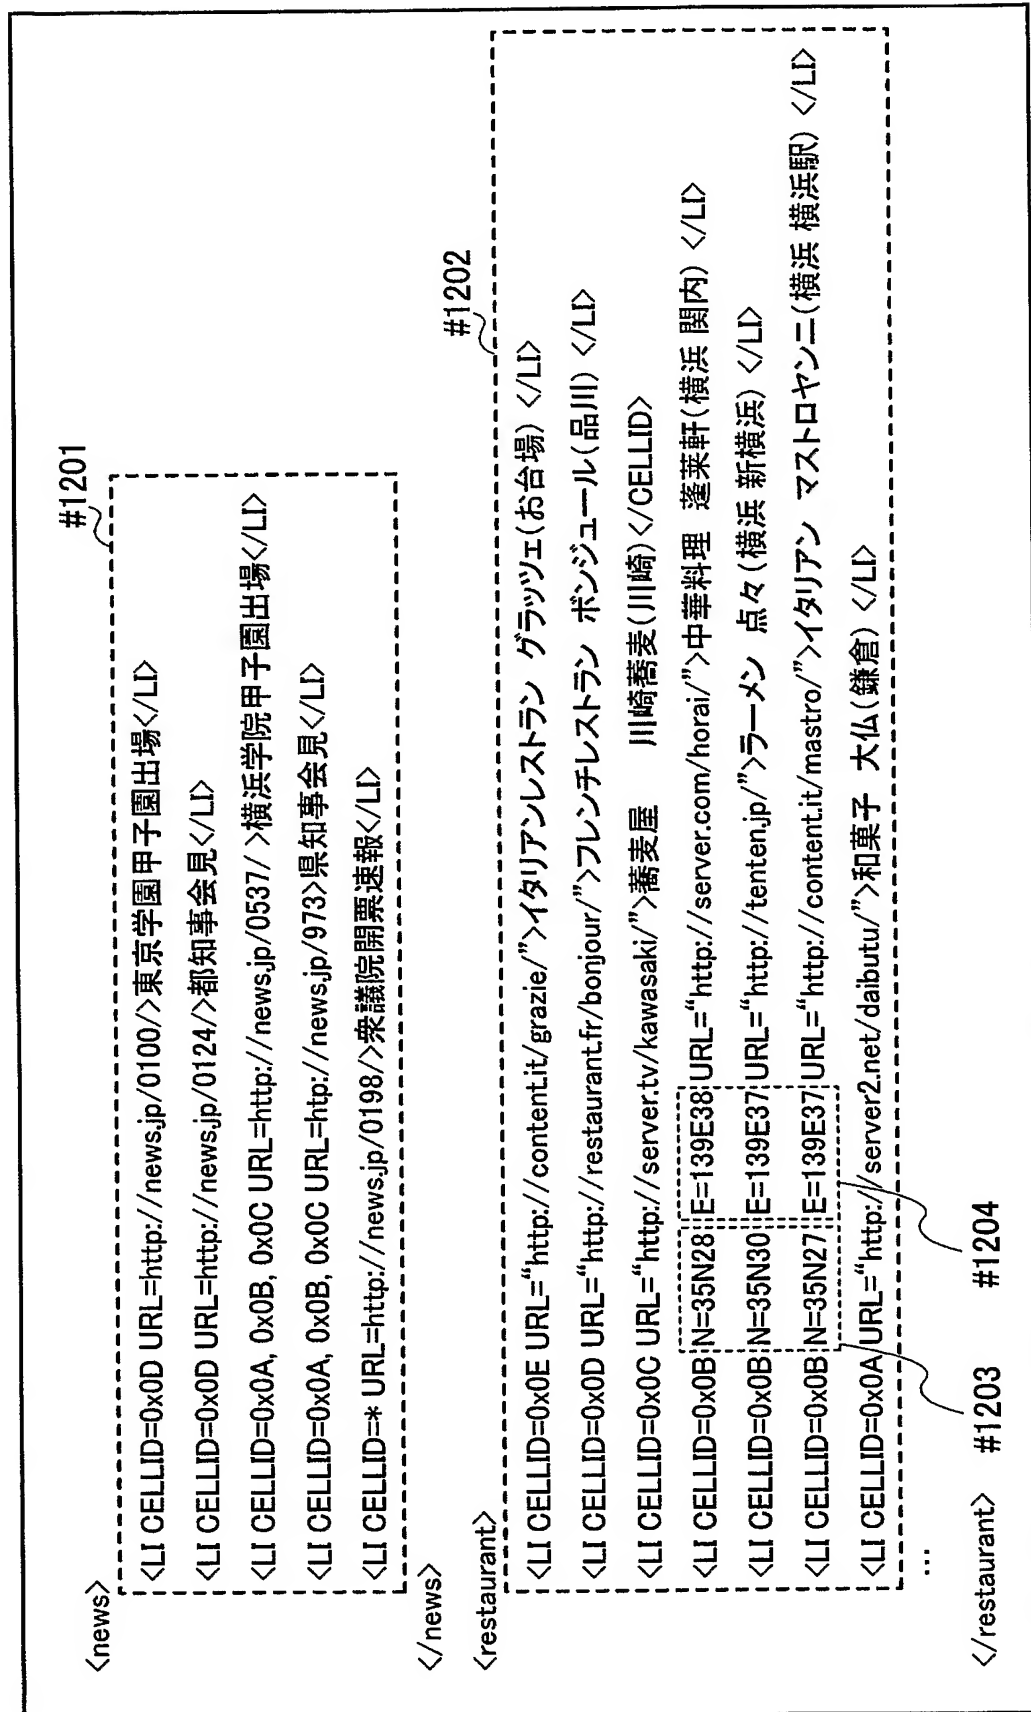 <news>
#1201
<LI CELLID=0x0D URL=http://news.jp/0100/>東京学園甲子園出場</LI>
<LI CELLID=0x0D URL=http://news.jp/0124/>都知事会見</LI>
<LI CELLID=0x0A, 0x0B, 0x0C URL=http://news.jp/0537/ >横浜学院甲子園出場</LI>
<LI CELLID=0x0A, 0x0B, 0x0C URL=http://news.jp/973>県知事会見</LI>
<LI CELLID=* URL=http://news.jp/0198/>衆議院開票速報</LI>
</news>
#1202
<restaurant>
<LI CELLID=0x0E URL=“http://content.it/grazie/”>イタリアンレストラン グラッツェ(お台場) </LI>
<LI CELLID=0x0D URL=“http://restaurant.fr/bonjour/”>フレンチレストラン ボンジュール(品川) </LI>
<LI CELLID=0x0C URL=“http://server.tv/kawasaki/”>蕎麦屋 川崎蕎麦(川崎)</CELLID>
<LI CELLID=0x0B N=35N28 E=139E38 URL=“http://server.com/horai/”>中華料理 蓬莱軒(横浜 関内) </LI>
<LI CELLID=0x0B N=35N30 E=139E37 URL=“http://tenten.jp/”>ラーメン 点々(横浜 新横浜) </LI>
<LI CELLID=0x0B N=35N27 E=139E37 URL=“http://content.it/mastro/”>イタリアン マストロヤンニ(横浜 横浜駅) </LI>
<LI CELLID=0x0A URL=“http://server2.net/daibutu/”>和菓子 大仏(鎌倉) </LI>
...
</restaurant> #1203 #1204